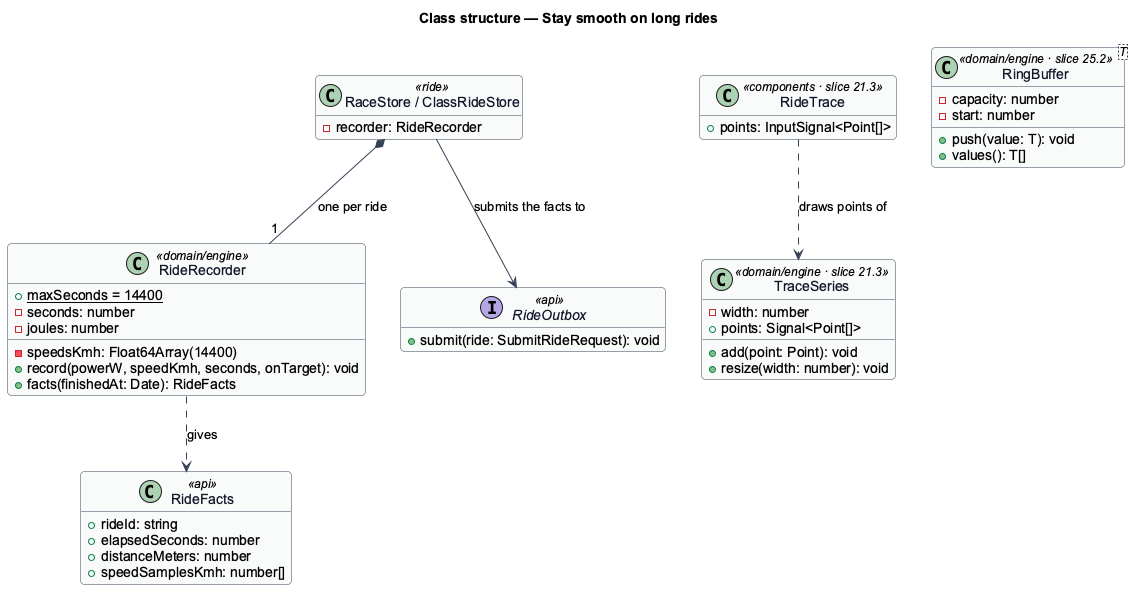 Class structure — Stay smooth on long rides
«ride»
C
RaceStore / ClassRideStore
recorder: RideRecorder
«components · slice 21.3»
C
RideTrace
points: InputSignal<Point[]>
T
«domain/engine · slice 25.2»
C
RingBuffer
capacity: number
start: number
push(value: T): void
values(): T[]
one per ride
1
submits the facts to
draws points of
«domain/engine»
C
RideRecorder
maxSeconds = 14400
seconds: number
joules: number
speedsKmh: Float64Array(14400)
record(powerW, speedKmh, seconds, onTarget): void
facts(finishedAt: Date): RideFacts
«api»
I
RideOutbox
submit(ride: SubmitRideRequest): void
«domain/engine · slice 21.3»
C
TraceSeries
width: number
points: Signal<Point[]>
add(point: Point): void
resize(width: number): void
gives
«api»
C
RideFacts
rideId: string
elapsedSeconds: number
distanceMeters: number
speedSamplesKmh: number[]